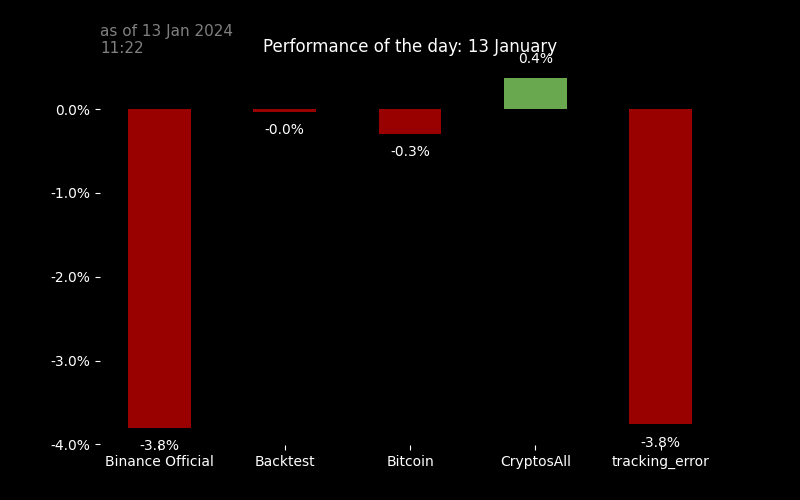 as of 13 Jan 2024
11:22
Performance of the day: 13 January
0.4%
0.0%
-0.0%
-0.3%
-1.0%
-2.0%
-3.0%
-4.0%
-3.8%
-3.8%
Binance Official
Backtest
Bitcoin
CryptosAll
tracking_error